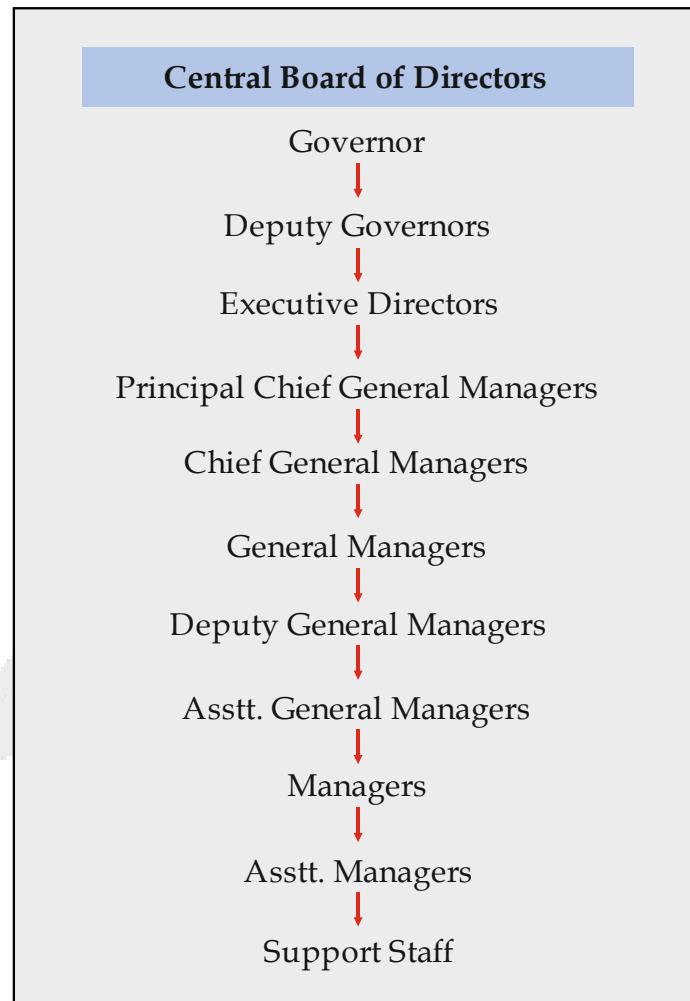 Central Board of Directors
Governor
Deputy Governors
Executive Directors
Principal Chief General Managers
Chief General Managers
General Managers
Deputy General Managers
Asstt. General Managers
Managers
Asstt. Managers
Support Staff